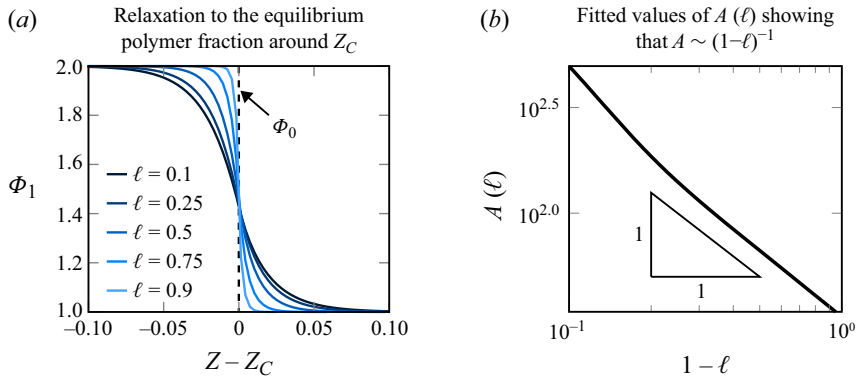 (a)
Relaxation to the equilibrium
polymer fraction around Z_C
2.0
1.8
1.6
1.4
1.2
1.0
Φ_1
Φ_0
ℓ = 0.1
ℓ = 0.25
ℓ = 0.5
ℓ = 0.75
ℓ = 0.9
–0.10
–0.05
0
0.05
0.10
Z – Z_C
(b)
Fitted values of A (ℓ) showing
that A ∼ (1–ℓ)^{–1}
10^{2.5}
10^{2.0}
A (ℓ)
1
1
10^{–1}
10^0
1 – ℓ